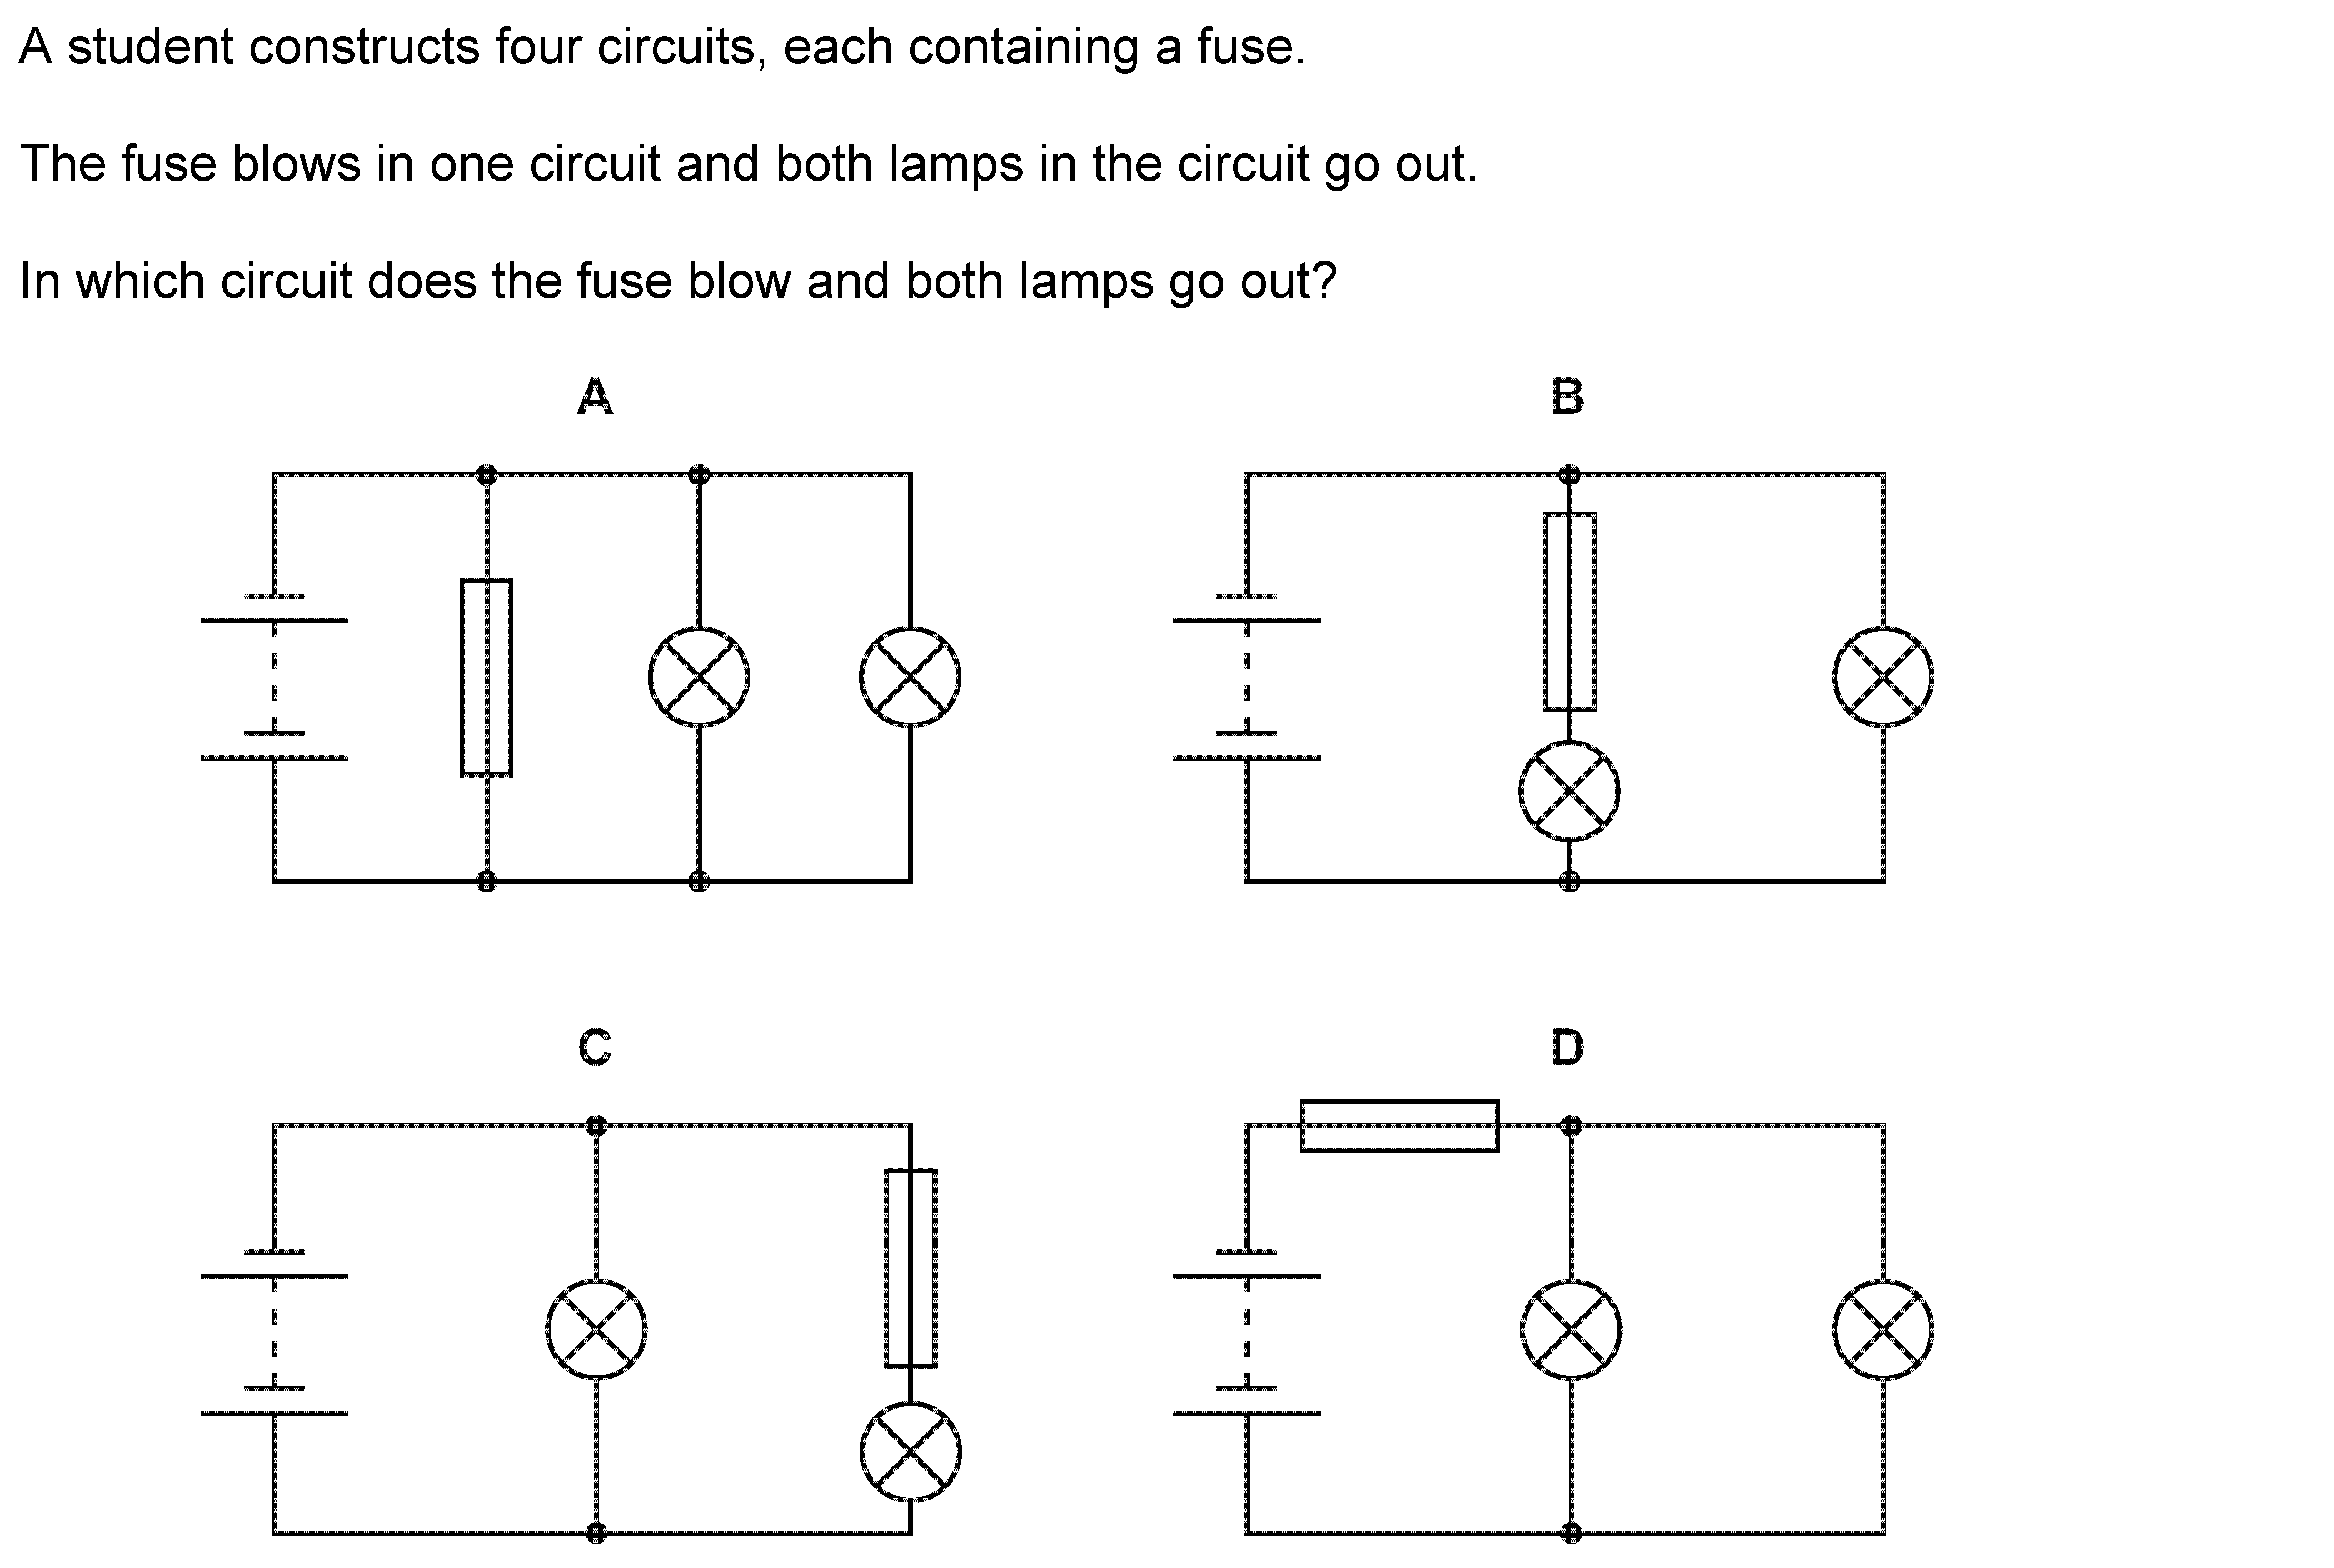 A student constructs four circuits, each containing a fuse.
The fuse blows in one circuit and both lamps in the circuit go out.
In which circuit does the fuse blow and both lamps go out?
A
B
C
D